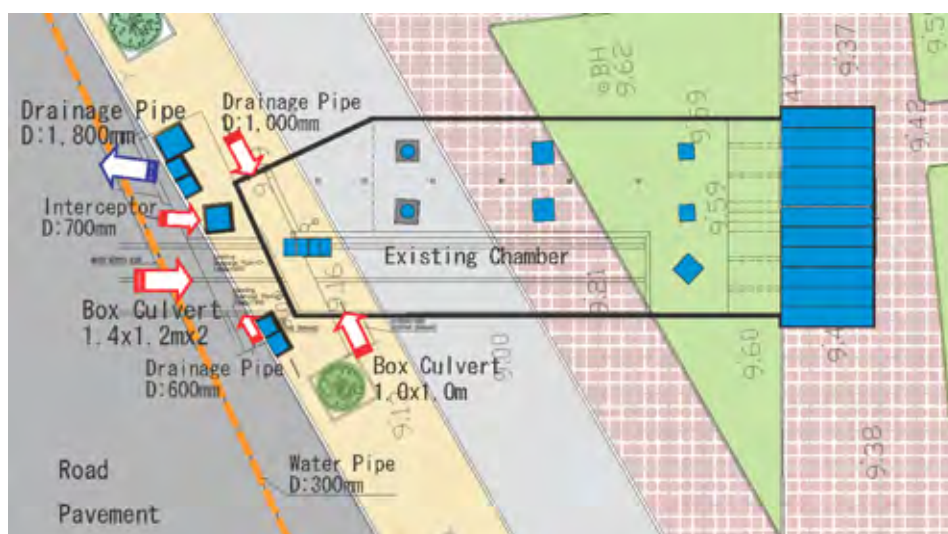 Drainage Pipe
D:1,800mm
Drainage Pipe
D:1,000mm
Interceptor
D:700mm
Box Culvert
1.4x1.2mx2
Drainage Pipe
D:600mm
Existing Chamber
Box Culvert
1.0x1.0m
Water Pipe
D:300mm
Road
Pavement
BH
9.62
9.59
9.59
9.37
9.42
9.16
9.21
9.00
9.60
9.38